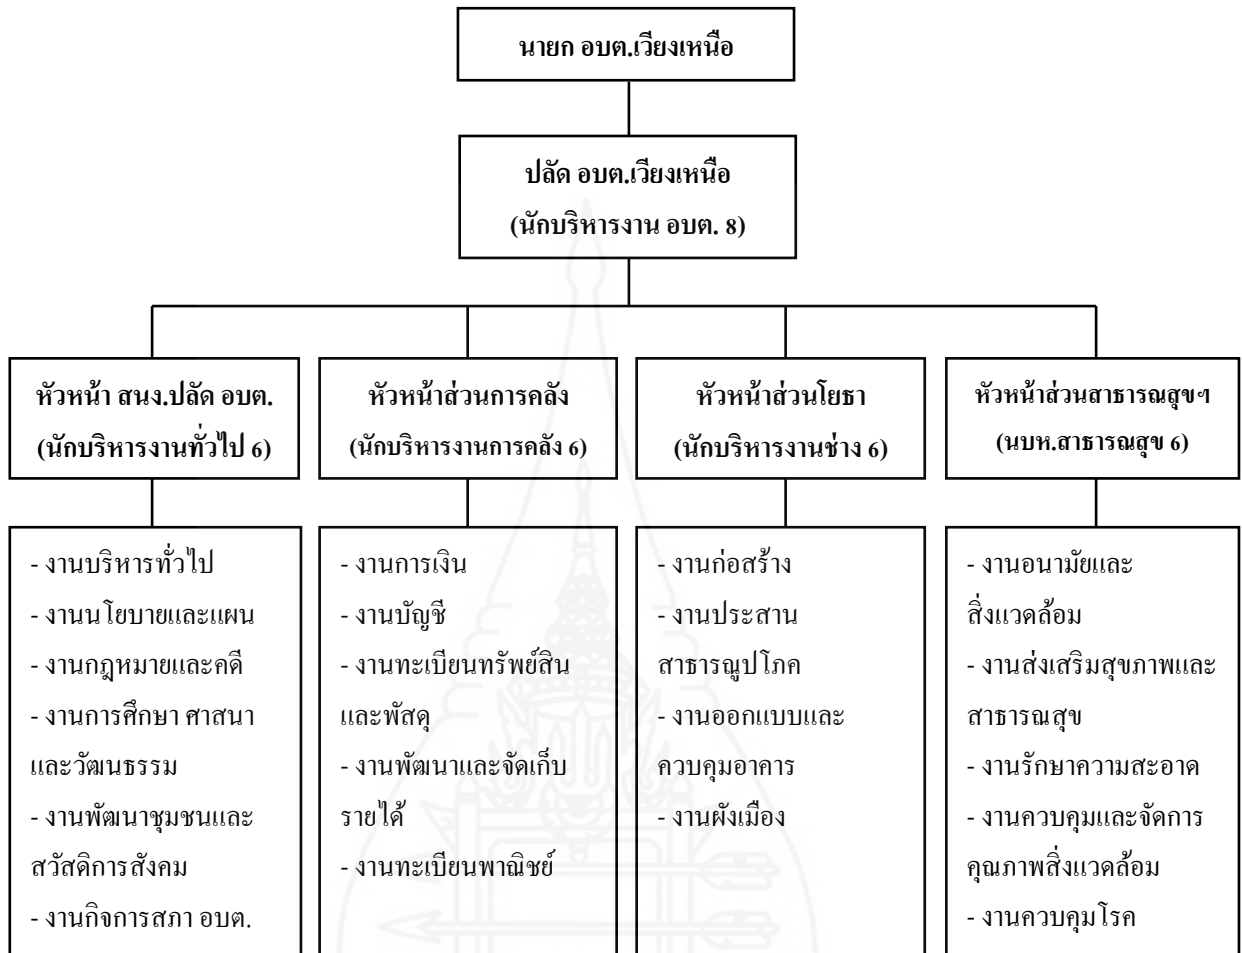 นายก อบต.เวียงเหนือ
ปลัด อบต.เวียงเหนือ
(นักบริหารงาน อบต. 8)
หัวหน้า สนง.ปลัด อบต.
(นักบริหารงานทั่วไป 6)
หัวหน้าส่วนการคลัง
(นักบริหารงานการคลัง 6)
หัวหน้าส่วนโยธา
(นักบริหารงานช่าง 6)
หัวหน้าส่วนสาธารณสุขฯ
(นบห.สาธารณสุข 6)
- งานบริหารทั่วไป
- งานนโยบายและแผน
- งานกฎหมายและคดี
- งานการศึกษา ศาสนา
และวัฒนธรรม
- งานพัฒนาชุมชนและ
สวัสดิการสังคม
- งานกิจการสภา อบต.
- งานการเงิน
- งานบัญชี
- งานทะเบียนทรัพย์สิน
และพัสดุ
- งานพัฒนาและจัดเก็บ
รายได้
- งานทะเบียนพาณิชย์
- งานก่อสร้าง
- งานประสาน
สาธารณูปโภค
- งานออกแบบและ
ควบคุมอาคาร
- งานผังเมือง
- งานอนามัยและ
สิ่งแวดล้อม
- งานส่งเสริมสุขภาพและ
สาธารณสุข
- งานรักษาความสะอาด
- งานควบคุมและจัดการ
คุณภาพสิ่งแวดล้อม
- งานควบคุมโรค